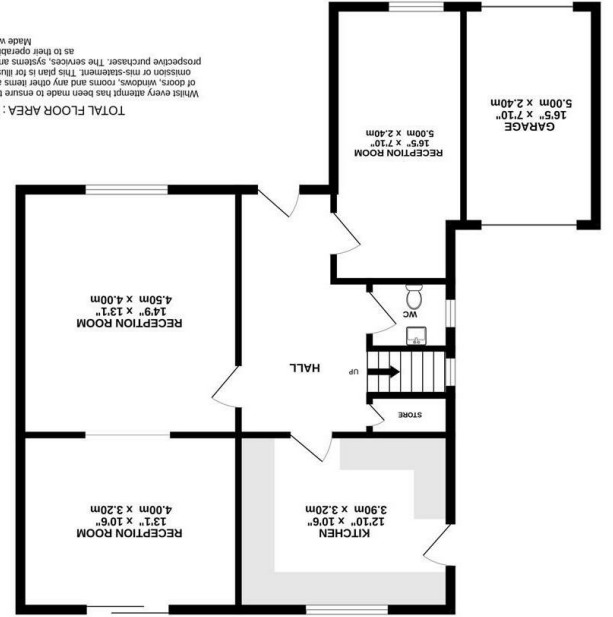 KITCHEN
12'10" x 10'6"
3.90m x 3.20m
RECEPTION ROOM
13'1" x 10'6"
4.00m x 3.20m
STORE
UP
HALL
WC
RECEPTION ROOM
14'9" x 13'1"
4.50m x 4.00m
GARAGE
16'5" x 7'10"
5.00m x 2.40m
RECEPTION ROOM
16'5" x 7'10"
5.00m x 2.40m
TOTAL FLOOR AREA :
Whilst every attempt has been made to ensure
of doors, windows, rooms and any other items
omission or mis-statement. This plan is for
prospective purchaser. The services, systems
as to their
Made